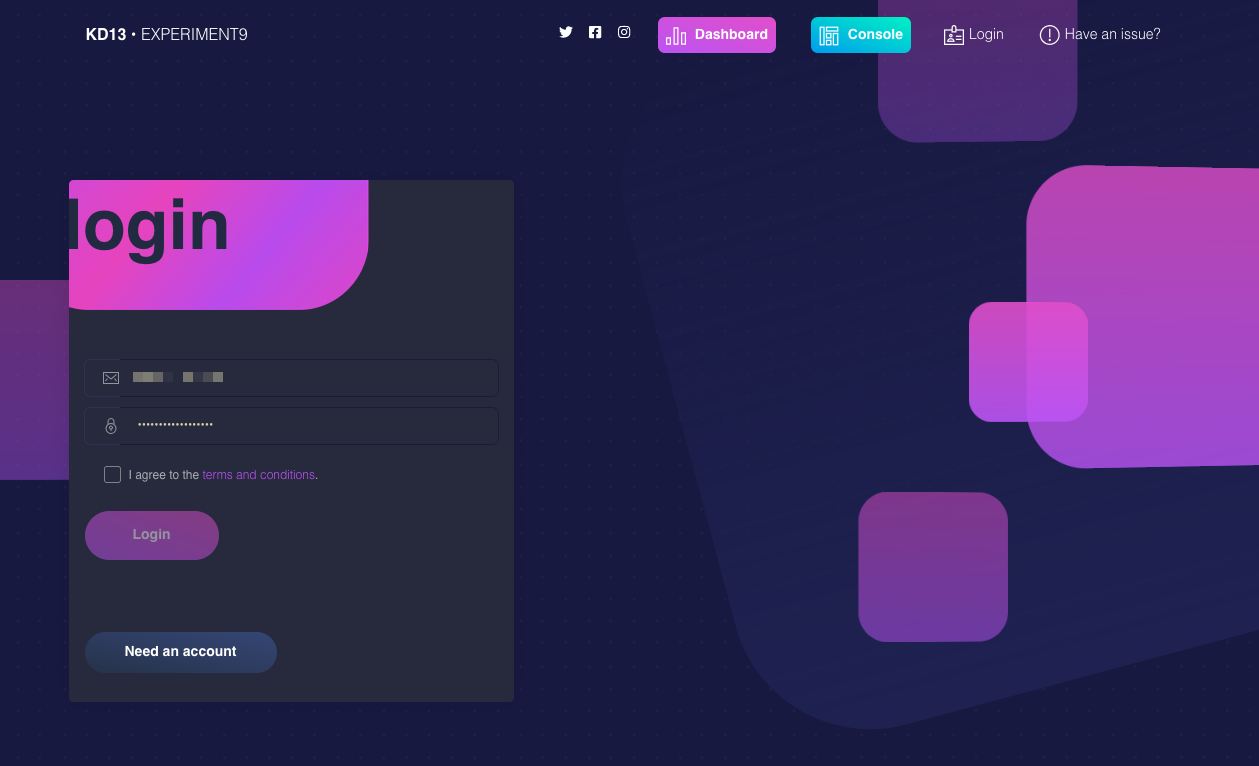 KD13 • EXPERIMENT9
Dashboard
Console
Login
Have an issue?
login
•••••••••••••••••
I agree to the terms and conditions.
Login
Need an account